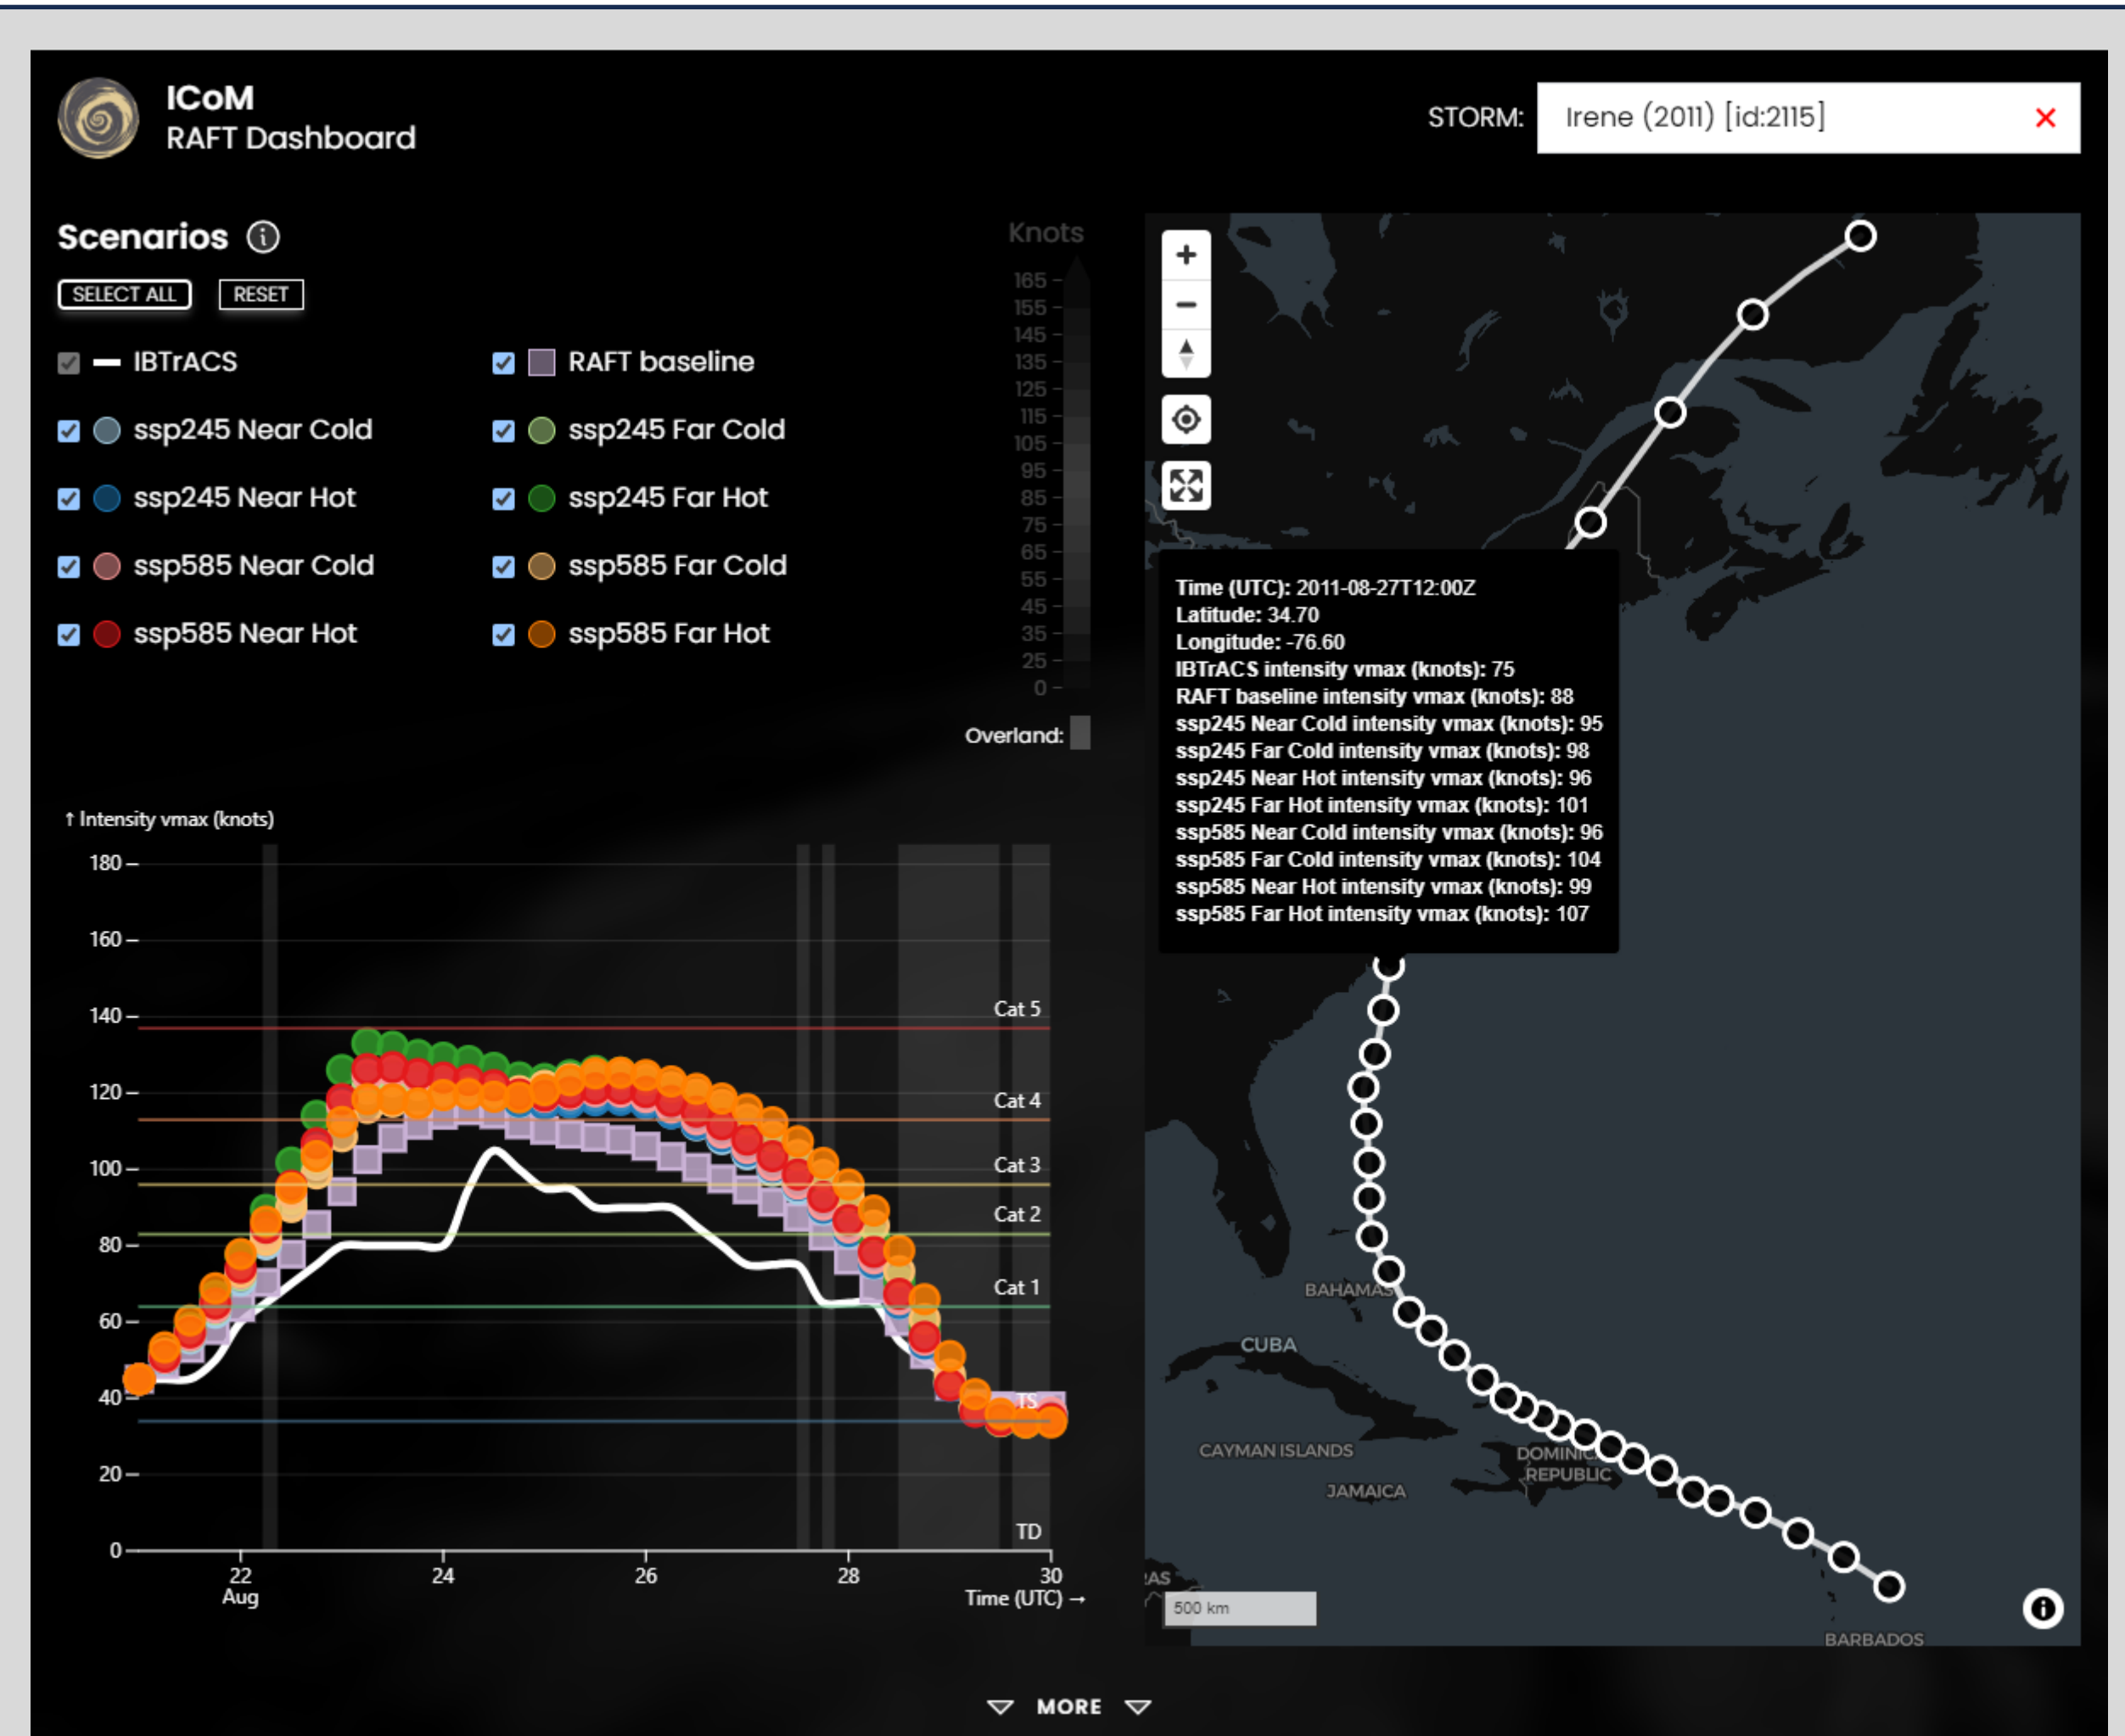 ICoM
RAFT Dashboard
STORM:
Irene (2011) [id:2115]
Scenarios
SELECT ALL
RESET
IBTrACS
RAFT baseline
ssp245 Near Cold
ssp245 Far Cold
ssp245 Near Hot
ssp245 Far Hot
ssp585 Near Cold
ssp585 Far Cold
ssp585 Near Hot
ssp585 Far Hot
Knots
165
155
145
135
125
115
105
95
85
75
65
55
45
35
25
0
Overland:
↑ Intensity vmax (knots)
180
160
140
120
100
80
60
40
20
0
Cat 5
Cat 4
Cat 3
Cat 2
Cat 1
TS
TD
22
Aug
24
26
28
30
Time (UTC) →
Time (UTC): 2011-08-27T12:00Z
Latitude: 34.70
Longitude: -76.60
IBTrACS intensity vmax (knots): 75
RAFT baseline intensity vmax (knots): 88
ssp245 Near Cold intensity vmax (knots): 95
ssp245 Far Cold intensity vmax (knots): 98
ssp245 Near Hot intensity vmax (knots): 96
ssp245 Far Hot intensity vmax (knots): 101
ssp585 Near Cold intensity vmax (knots): 96
ssp585 Far Cold intensity vmax (knots): 104
ssp585 Near Hot intensity vmax (knots): 99
ssp585 Far Hot intensity vmax (knots): 107
BAHAMAS
CUBA
CAYMAN ISLANDS
DOMINIC
REPUBLIC
JAMAICA
RAS
500 km
BARBADOS
MORE